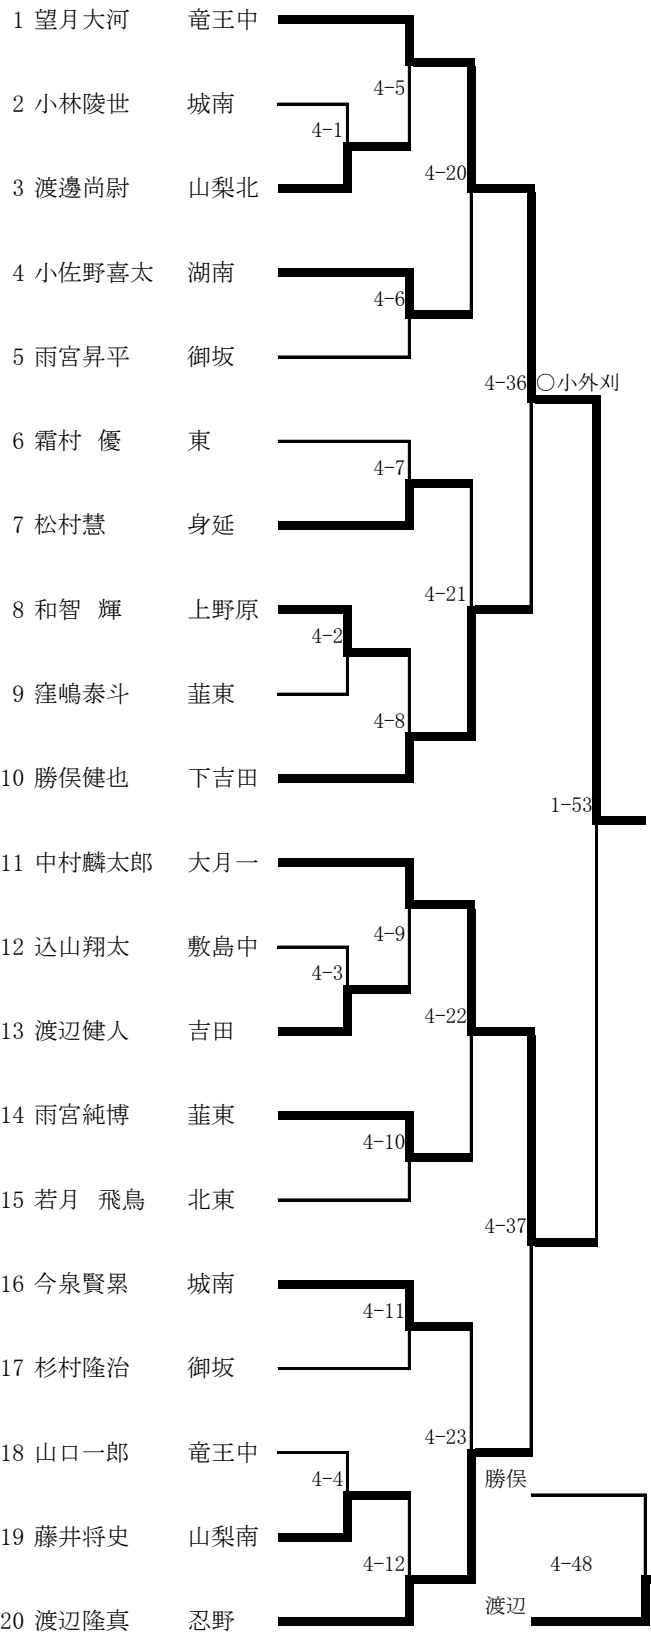 1 望月大河 竜王中
4-5
2 小林陵世 城南
4-1
3 渡邊尚尉 山梨北
4-20
4 小佐野喜太 湖南
4-6
5 雨宮昇平 御坂
4-36 ○小外刈
6 霜村 優 東
4-7
7 松村慧 身延
4-21
8 和智 輝 上野原
4-2
9 窪嶋泰斗 韮東
4-8
10 勝俣健也 下吉田
1-53
11 中村麟太郎 大月一
4-9
12 込山翔太 敷島中
4-3
13 渡辺健人 吉田
4-22
14 雨宮純博 韮東
4-10
15 若月 飛鳥 北東
4-37
16 今泉賢累 城南
4-11
17 杉村隆治 御坂
4-23
18 山口一郎 竜王中
4-4
勝俣
19 藤井将史 山梨南
4-12
4-48
渡辺
20 渡辺隆真 忍野